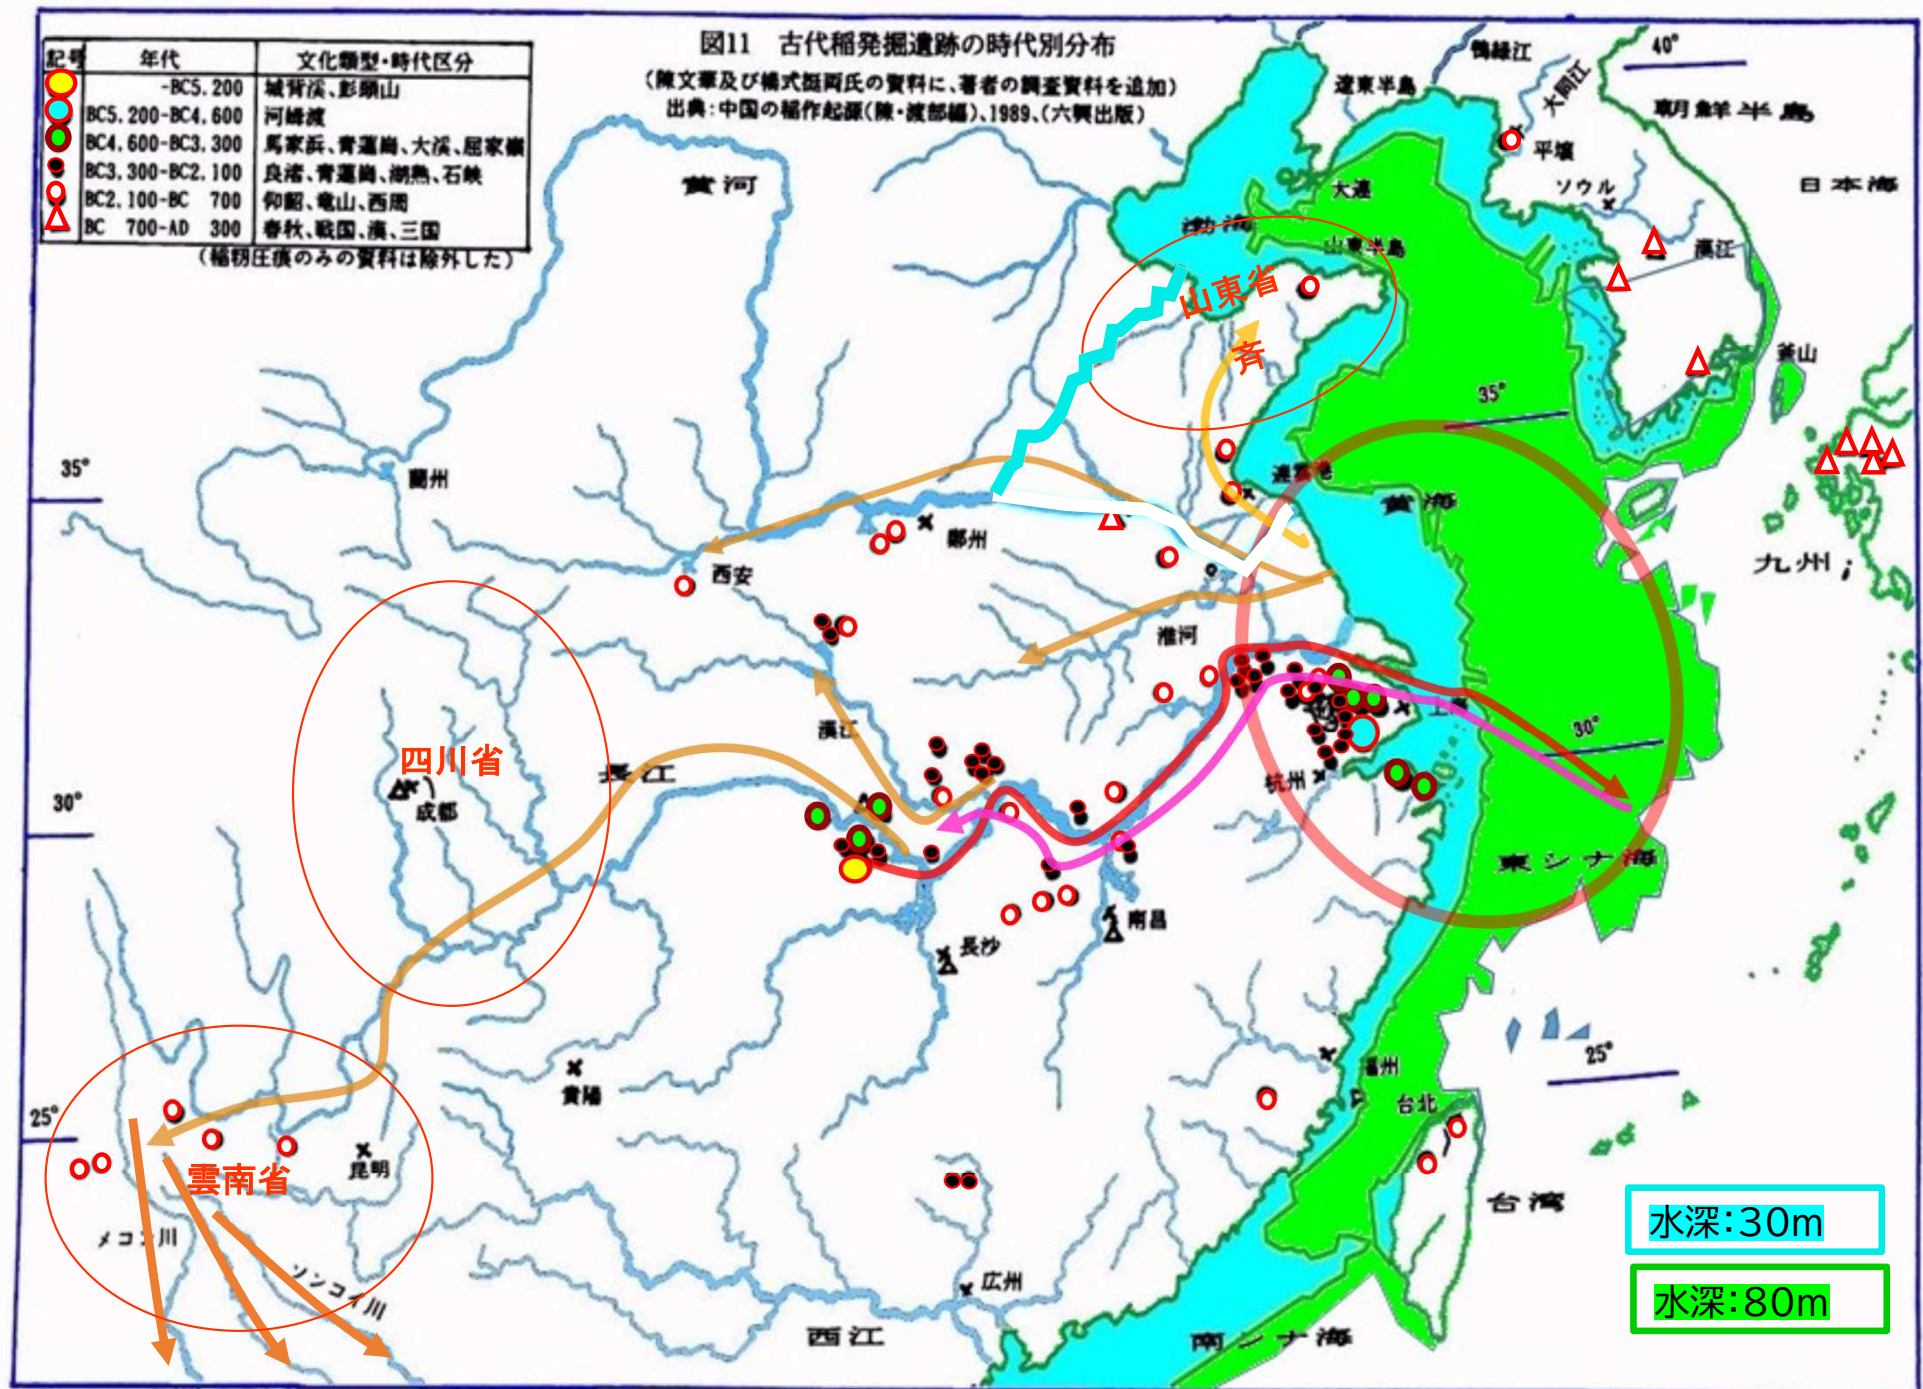 図11　古代稲発掘遺跡の時代別分布
(陳文華及び楊式挺両氏の資料に、著者の調査資料を追加)
出典:中国の稲作起源(陳・渡部編)、1989、(六興出版)
記号 年代 文化類型・時代区分
-BC5.200 城背渓、彭頭山
BC5.200-BC4.600 河姆渡
BC4.600-BC3.300 馬家浜、青蓮崗、大渓、屈家嶺
BC3.300-BC2.100 良渚、青蓮崗、湖熟、石峡
BC2.100-BC 700 仰韶、竜山、西周
BC 700-AD 300 春秋、戦国、漢、三国
(稲籾圧痕のみの資料は除外した)
鴨緑江
40°
遼東半島
大同江
朝鮮半島
平壌
黄河
大連
ソウル
日本海
渤海
山東半島
漢江
山東省
斉
釜山
35°
35°
蘭州
連雲港
黄海
鄭州
西安
九州
淮河
漢江
上海
30°
四川省
長江
杭州
30°
成都
東シナ海
長沙
南昌
25°
福州
貴陽
台北
25°
昆明
雲南省
台湾
メコン川
ソンコイ川
広州
西江
南シナ海
水深:30m
水深:80m